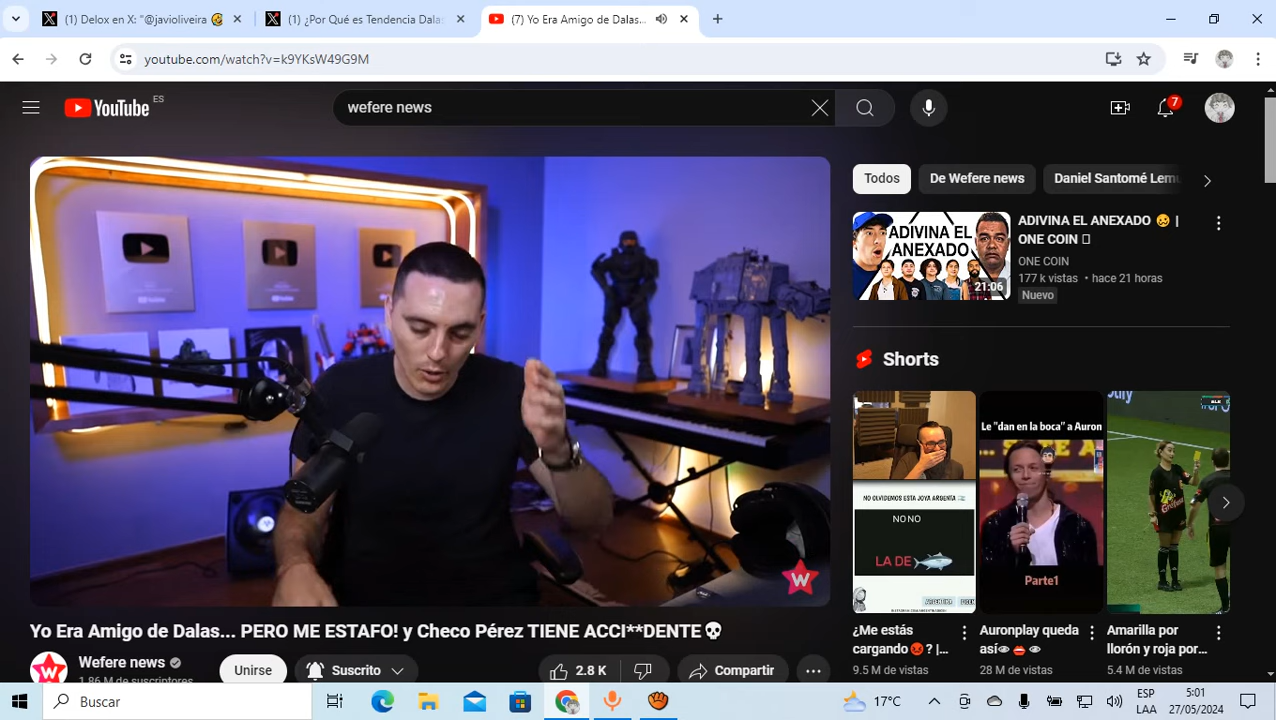 (1) Delox en X: "@javioliveira
(1) ¿Por Qué es Tendencia Dalas
(7) Yo Era Amigo de Dalas...
youtube.com/watch?v=k9YKsW49G9M
YouTube ES
wefere news
7
Todos
De Wefere news
Daniel Santomé Lemu
ADIVINA EL ANEXADO
21:06
ADIVINA EL ANEXADO 😥 |
ONE COIN
ONE COIN
177 k vistas • hace 21 horas
Nuevo
Shorts
NO OLVIDEMOS ESTA JOYA ARGENTA
NO NO
LA DE
Le "dan en la boca" a Auron
Parte1
W
Yo Era Amigo de Dalas... PERO ME ESTAFO! y Checo Pérez TIENE ACCI**DENTE💀
¿Me estás
cargando😡? |...
9.5 M de vistas
Auronplay queda
así👁👄👁
28 M de vistas
Amarilla por
llorón y roja por...
5.4 M de vistas
Wefere news
1.86 M de suscriptores
Unirse
Suscrito
2.8 K
Compartir
Buscar
17°C
ESP
LAA
5:01
27/05/2024